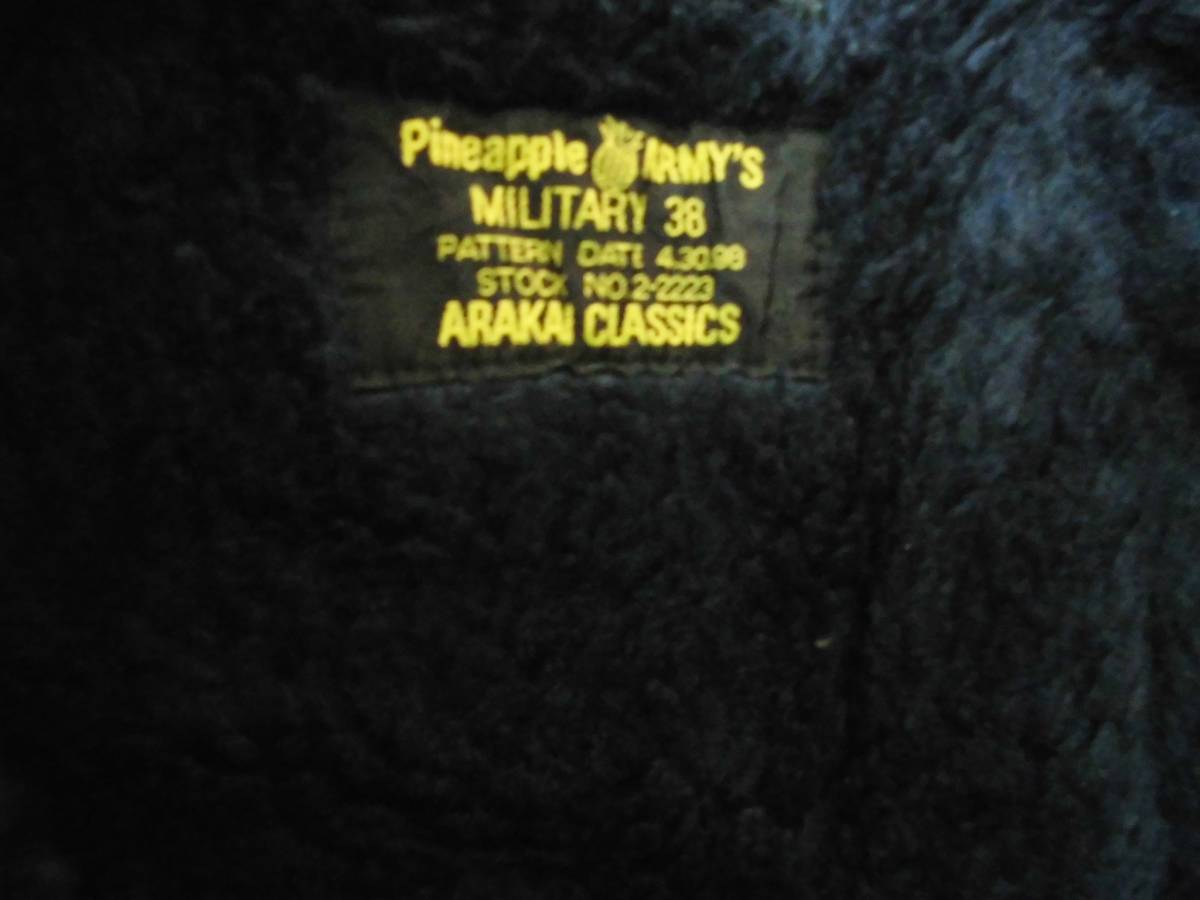 Pineapple ARMY'S
MILITARY 38
PATTERN DATE 4.30.98
STOCK NO.2-2223
ARAKAI CLASSICS